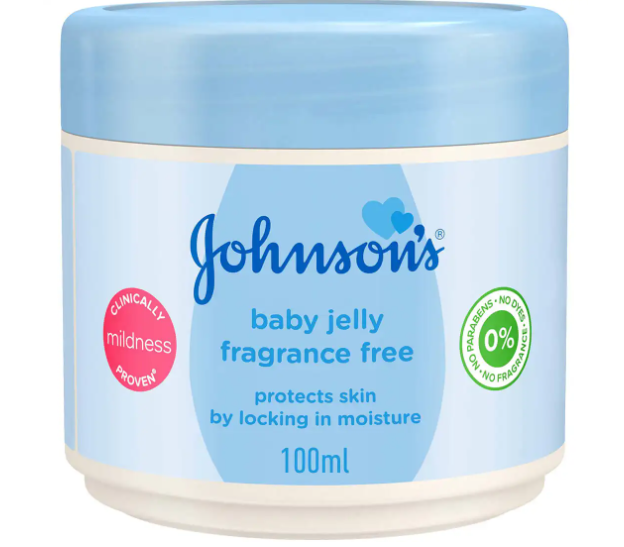 Johnson's®
baby jelly
fragrance free
protects skin
by locking in moisture
100ml
CLINICALLY
mildness
PROVEN°
NO PARABENS • NO DYES • NO FRAGRANCE •
0%